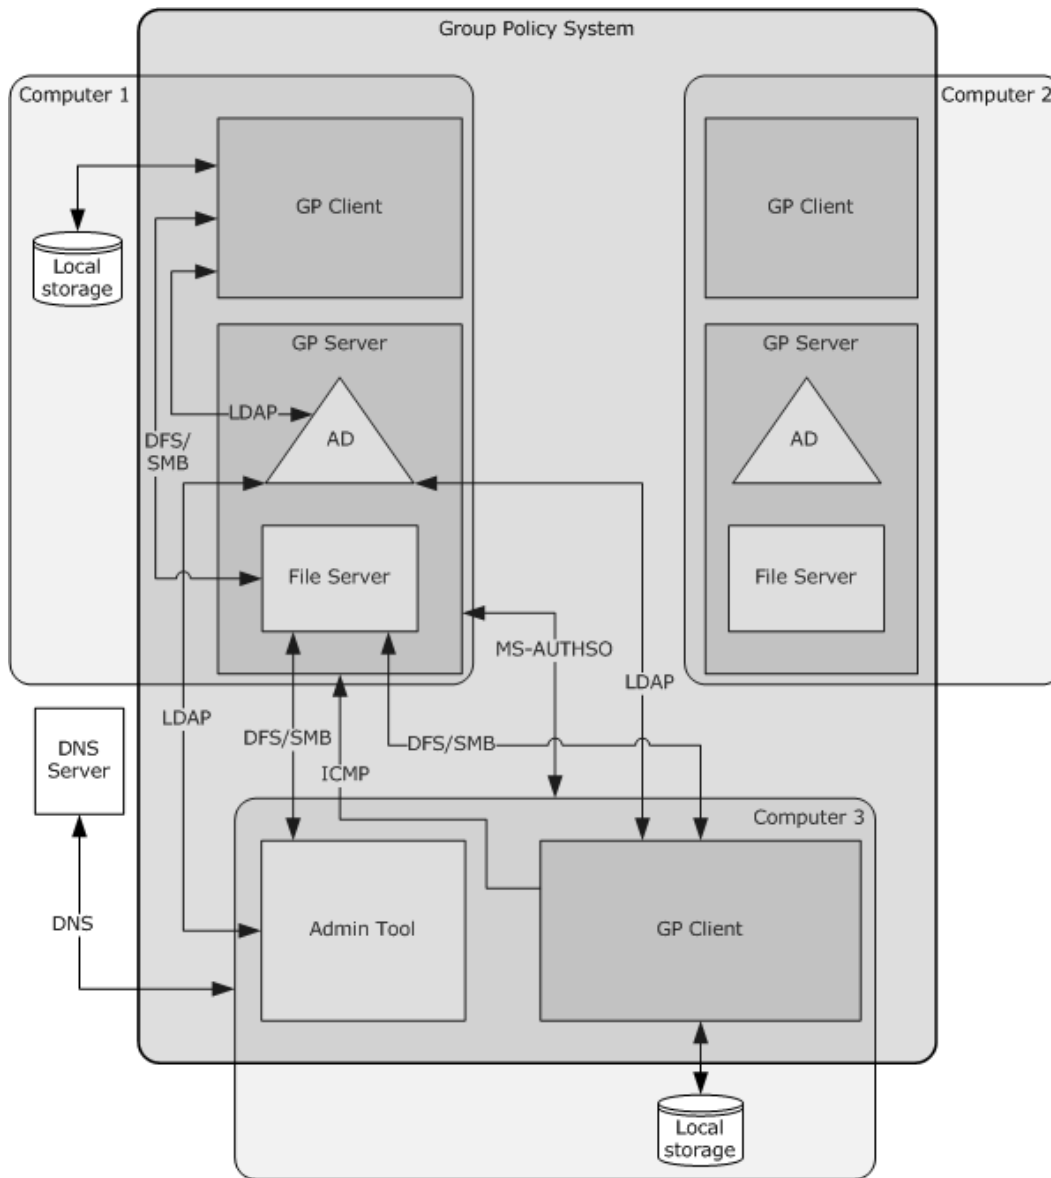 Group Policy System
Computer 1
Computer 2
GP Client
GP Client
Local
storage
GP Server
GP Server
LDAP
AD
AD
DFS/
SMB
File Server
File Server
MS-AUTHSO
LDAP
LDAP
DNS
Server
DFS/SMB
DFS/SMB
ICMP
Computer 3
DNS
Admin Tool
GP Client
Local
storage